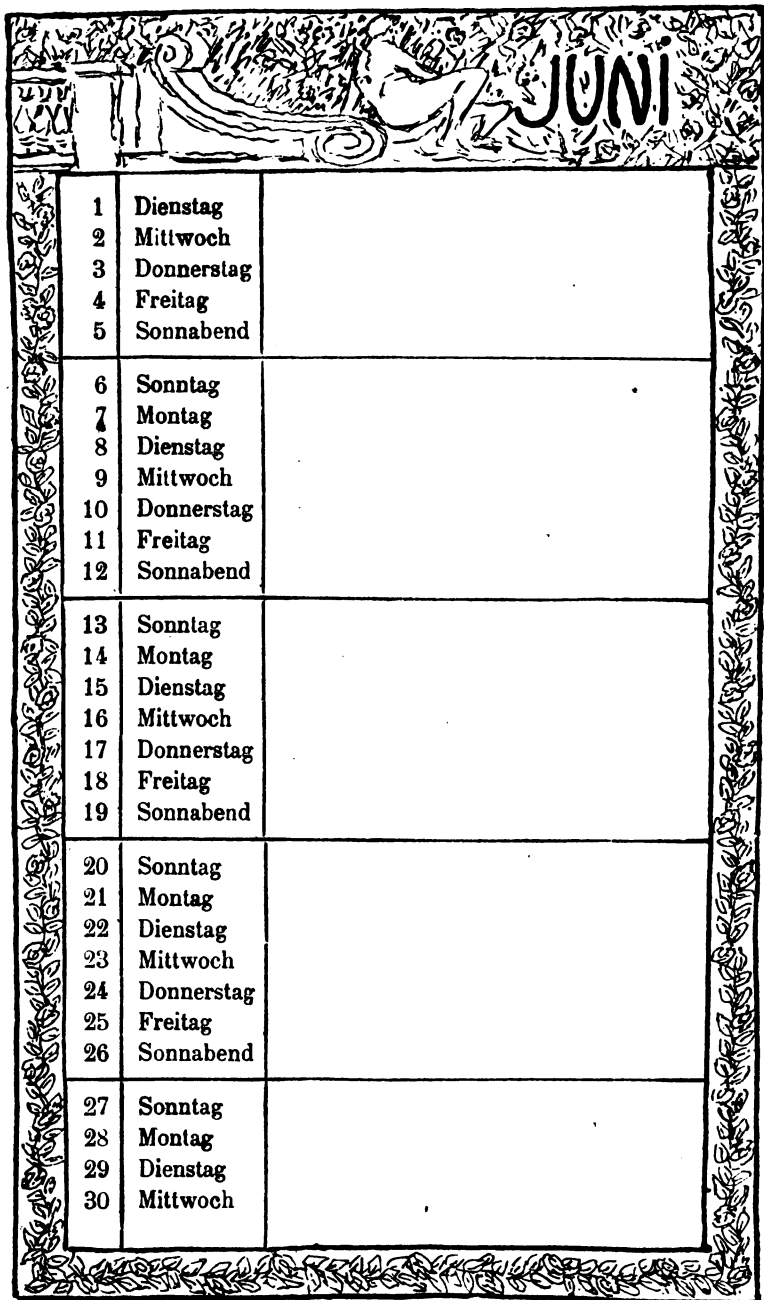 JUNI
1 Dienstag
2 Mittwoch
3 Donnerstag
4 Freitag
5 Sonnabend
6 Sonntag
7 Montag
8 Dienstag
9 Mittwoch
10 Donnerstag
11 Freitag
12 Sonnabend
13 Sonntag
14 Montag
15 Dienstag
16 Mittwoch
17 Donnerstag
18 Freitag
19 Sonnabend
20 Sonntag
21 Montag
22 Dienstag
23 Mittwoch
24 Donnerstag
25 Freitag
26 Sonnabend
27 Sonntag
28 Montag
29 Dienstag
30 Mittwoch